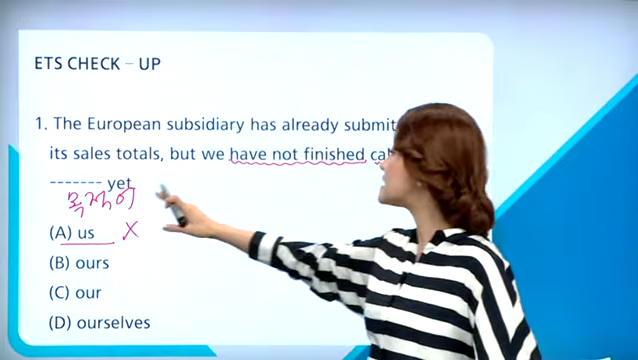 ETS CHECK – UP
1. The European subsidiary has already submit
its sales totals, but we have not finished cal
------- yet
목적어
(A) us X
(B) ours
(C) our
(D) ourselves